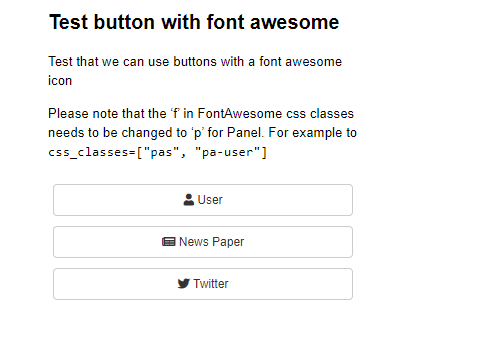 Test button with font awesome
Test that we can use buttons with a font awesome
icon
Please note that the 'f' in FontAwesome css classes
needs to be changed to 'p' for Panel. For example to
css_classes=["pas", "pa-user"]
User
News Paper
Twitter